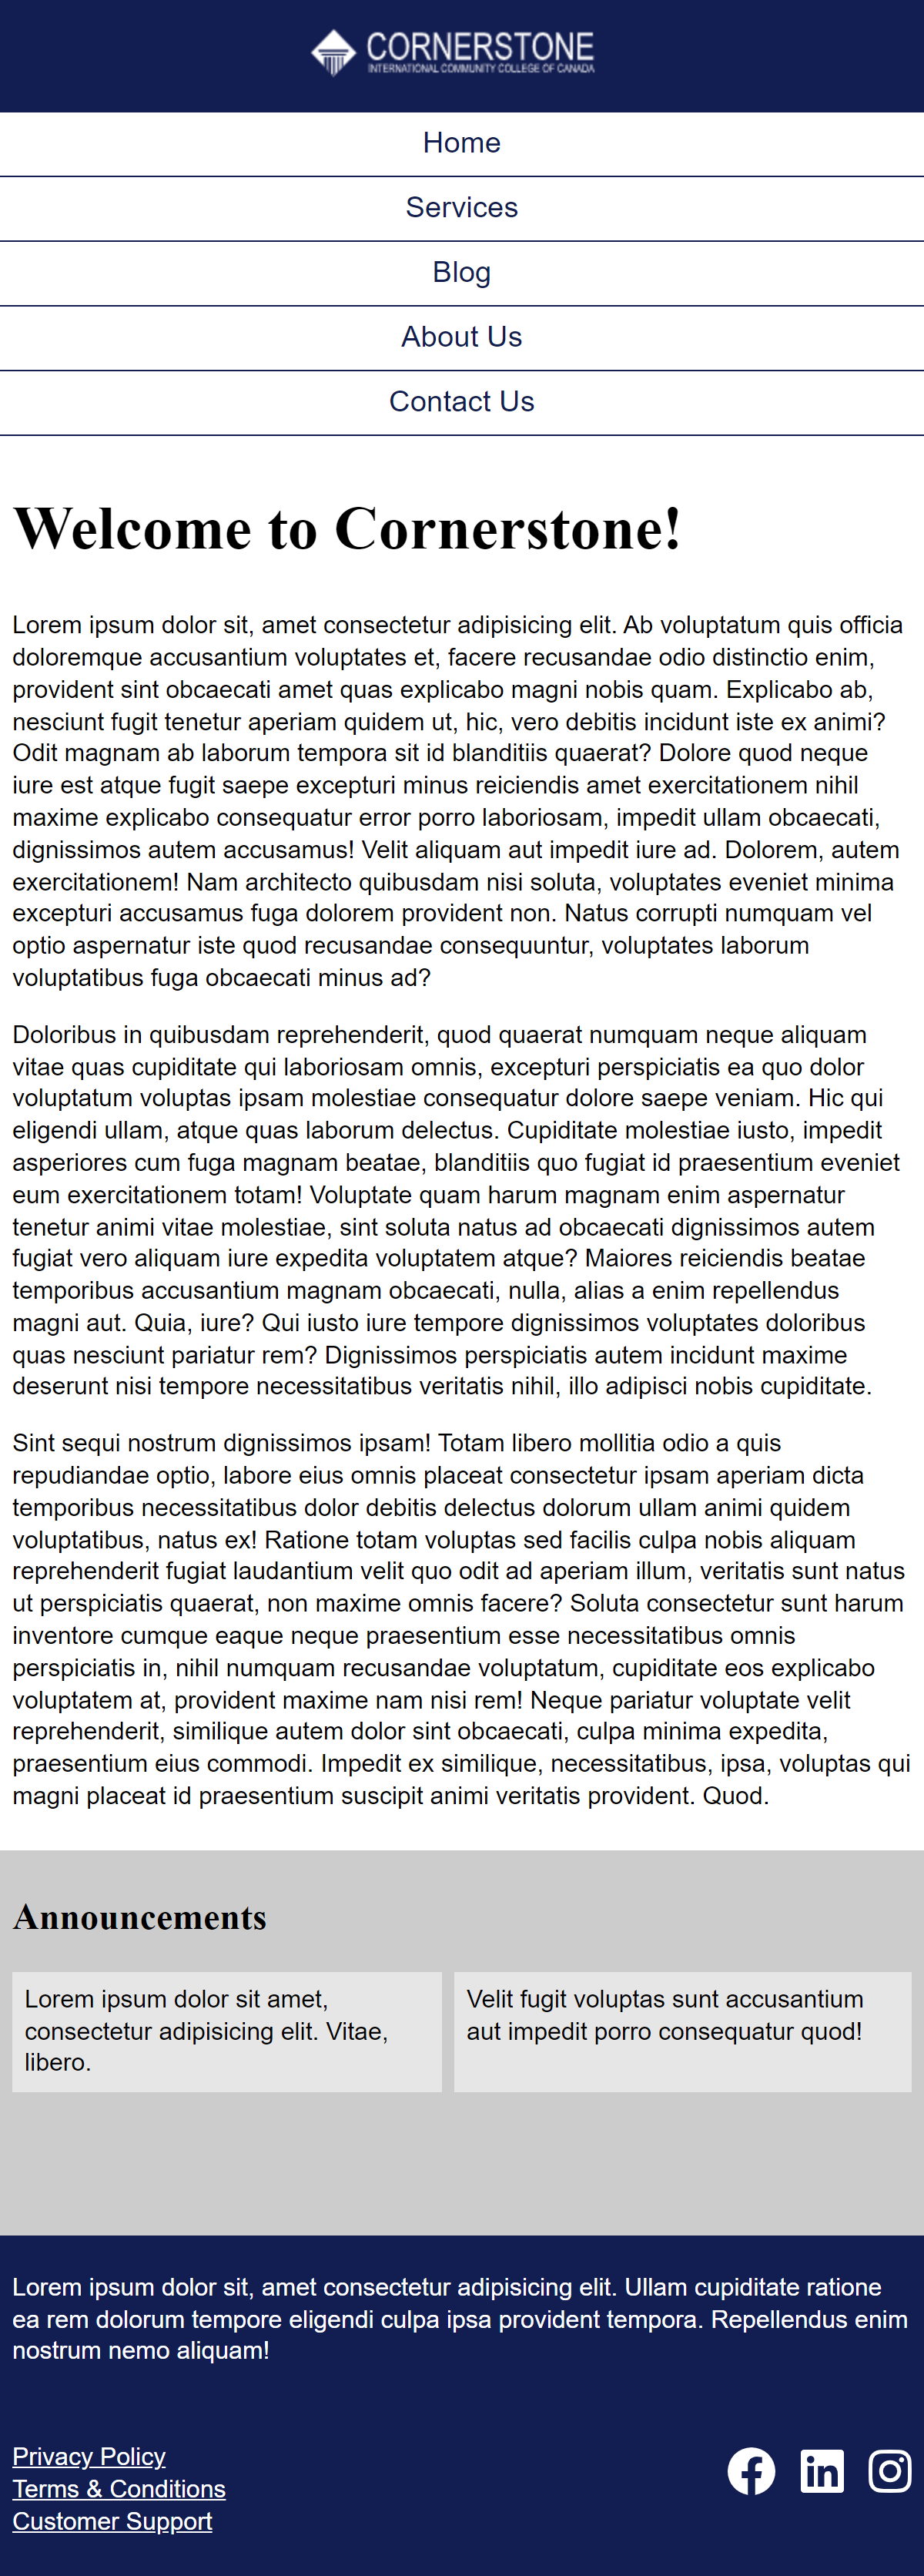 CORNERSTONE
INTERNATIONAL COMMUNITY COLLEGE OF CANADA
Home
Services
Blog
About Us
Contact Us
Welcome to Cornerstone!
Lorem ipsum dolor sit, amet consectetur adipisicing elit. Ab voluptatum quis officia
doloremque accusantium voluptates et, facere recusandae odio distinctio enim,
provident sint obcaecati amet quas explicabo magni nobis quam. Explicabo ab,
nesciunt fugit tenetur aperiam quidem ut, hic, vero debitis incidunt iste ex animi?
Odit magnam ab laborum tempora sit id blanditiis quaerat? Dolore quod neque
iure est atque fugit saepe excepturi minus reiciendis amet exercitationem nihil
maxime explicabo consequatur error porro laboriosam, impedit ullam obcaecati,
dignissimos autem accusamus! Velit aliquam aut impedit iure ad. Dolorem, autem
exercitationem! Nam architecto quibusdam nisi soluta, voluptates eveniet minima
excepturi accusamus fuga dolorem provident non. Natus corrupti numquam vel
optio aspernatur iste quod recusandae consequuntur, voluptates laborum
voluptatibus fuga obcaecati minus ad?
Doloribus in quibusdam reprehenderit, quod quaerat numquam neque aliquam
vitae quas cupiditate qui laboriosam omnis, excepturi perspiciatis ea quo dolor
voluptatum voluptas ipsam molestiae consequatur dolore saepe veniam. Hic qui
eligendi ullam, atque quas laborum delectus. Cupiditate molestiae iusto, impedit
asperiores cum fuga magnam beatae, blanditiis quo fugiat id praesentium eveniet
eum exercitationem totam! Voluptate quam harum magnam enim aspernatur
tenetur animi vitae molestiae, sint soluta natus ad obcaecati dignissimos autem
fugiat vero aliquam iure expedita voluptatem atque? Maiores reiciendis beatae
temporibus accusantium magnam obcaecati, nulla, alias a enim repellendus
magni aut. Quia, iure? Qui iusto iure tempore dignissimos voluptates doloribus
quas nesciunt pariatur rem? Dignissimos perspiciatis autem incidunt maxime
deserunt nisi tempore necessitatibus veritatis nihil, illo adipisci nobis cupiditate.
Sint sequi nostrum dignissimos ipsam! Totam libero mollitia odio a quis
repudiandae optio, labore eius omnis placeat consectetur ipsam aperiam dicta
temporibus necessitatibus dolor debitis delectus dolorum ullam animi quidem
voluptatibus, natus ex! Ratione totam voluptas sed facilis culpa nobis aliquam
reprehenderit fugiat laudantium velit quo odit ad aperiam illum, veritatis sunt natus
ut perspiciatis quaerat, non maxime omnis facere? Soluta consectetur sunt harum
inventore cumque eaque neque praesentium esse necessitatibus omnis
perspiciatis in, nihil numquam recusandae voluptatum, cupiditate eos explicabo
voluptatem at, provident maxime nam nisi rem! Neque pariatur voluptate velit
reprehenderit, similique autem dolor sint obcaecati, culpa minima expedita,
praesentium eius commodi. Impedit ex similique, necessitatibus, ipsa, voluptas qui
magni placeat id praesentium suscipit animi veritatis provident. Quod.
Announcements
Lorem ipsum dolor sit amet,
consectetur adipisicing elit. Vitae,
libero.
Velit fugit voluptas sunt accusantium
aut impedit porro consequatur quod!
Lorem ipsum dolor sit, amet consectetur adipisicing elit. Ullam cupiditate ratione
ea rem dolorum tempore eligendi culpa ipsa provident tempora. Repellendus enim
nostrum nemo aliquam!
Privacy Policy
Terms & Conditions
Customer Support